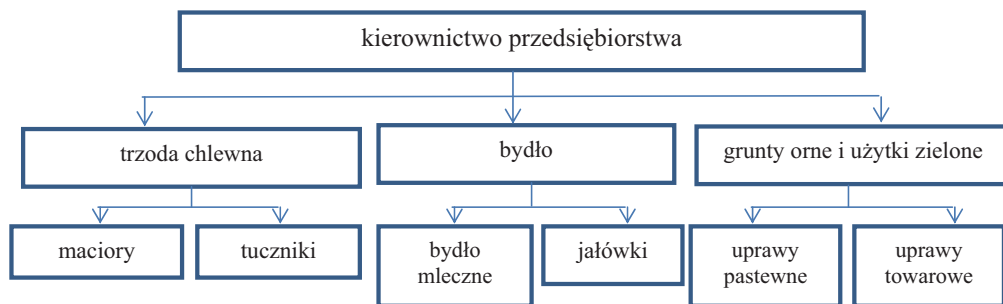 kierownictwo przedsiębiorstwa
trzoda chlewna
bydło
grunty orne i użytki zielone
maciory
tuczniki
bydło
mleczne
jałówki
uprawy
pastewne
uprawy
towarowe